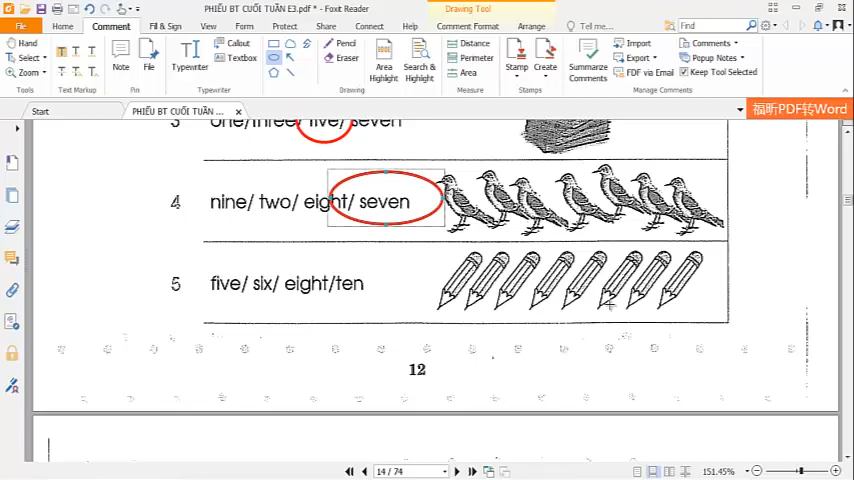 PHIẾU BT CUỐI TUẦN E3.pdf * - Foxit Reader
Drawing Tool
File Home Comment Fill & Sign View Form Protect Share Connect Help Comment Format Arrange Tell me... Find
Hand
Select
Zoom
Tools
Text Markup
Note
File
Pin
Typewriter
Callout
Textbox
Typewriter
Pencil
Eraser
Drawing
Area Highlight
Search & Highlight
Distance
Perimeter
Area
Measure
Stamp
Create
Stamps
Summarize Comments
Import
Export
FDF via Email
Comments
Popup Notes
Keep Tool Selected
Manage Comments
Start
PHIẾU BT CUỐI TUẦN ...
福昕PDF转Word
3 one/three/ five/ seven
4 nine/ two/ eight/ seven
5 five/ six/ eight/ten
12
14 / 74
151.45%